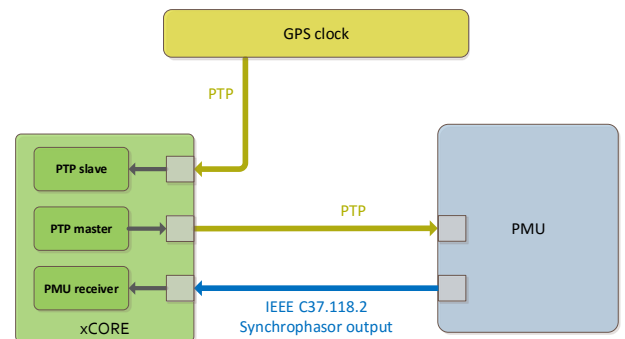 GPS clock
PTP
PTP slave
PTP master
PTP
PMU
PMU receiver
IEEE C37.118.2
Synchrophasor output
xCORE